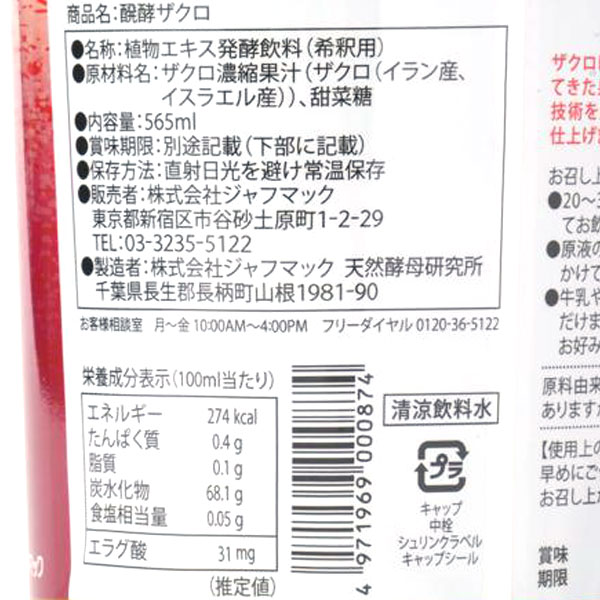 商品名:醗酵ザクロ
●名称:植物エキス発酵飲料(希釈用)
●原材料名:ザクロ濃縮果汁(ザクロ(イラン産、
イスラエル産))、甜菜糖
●内容量:565ml
●賞味期限:別途記載(下部に記載)
●保存方法:直射日光を避け常温保存
●販売者:株式会社ジャフマック
東京都新宿区市谷砂土原町1-2-29
TEL:03-3235-5122
●製造者:株式会社ジャフマック 天然酵母研究所
千葉県長生郡長柄町山根1981-90
お客様相談室 月〜金 10:00AM〜4:00PM フリーダイヤル 0120-36-5122
栄養成分表示(100ml当たり)
エネルギー 274 kcal
たんぱく質 0.4 g
脂質 0.1 g
炭水化物 68.1 g
食塩相当量 0.05 g
エラグ酸 31 mg
(推定値)
4 971969 000874
清涼飲料水
プラ
キャップ
中栓
シュリンクラベル
キャップシール
ザクロ
てきた
技術を
仕上げ
お召し上
●20〜
てお飲
●原液の
かけて
●牛乳や
だけま
お好み
原料由来
ありますが
【使用上の
早めにご
お召し上
賞味
期限